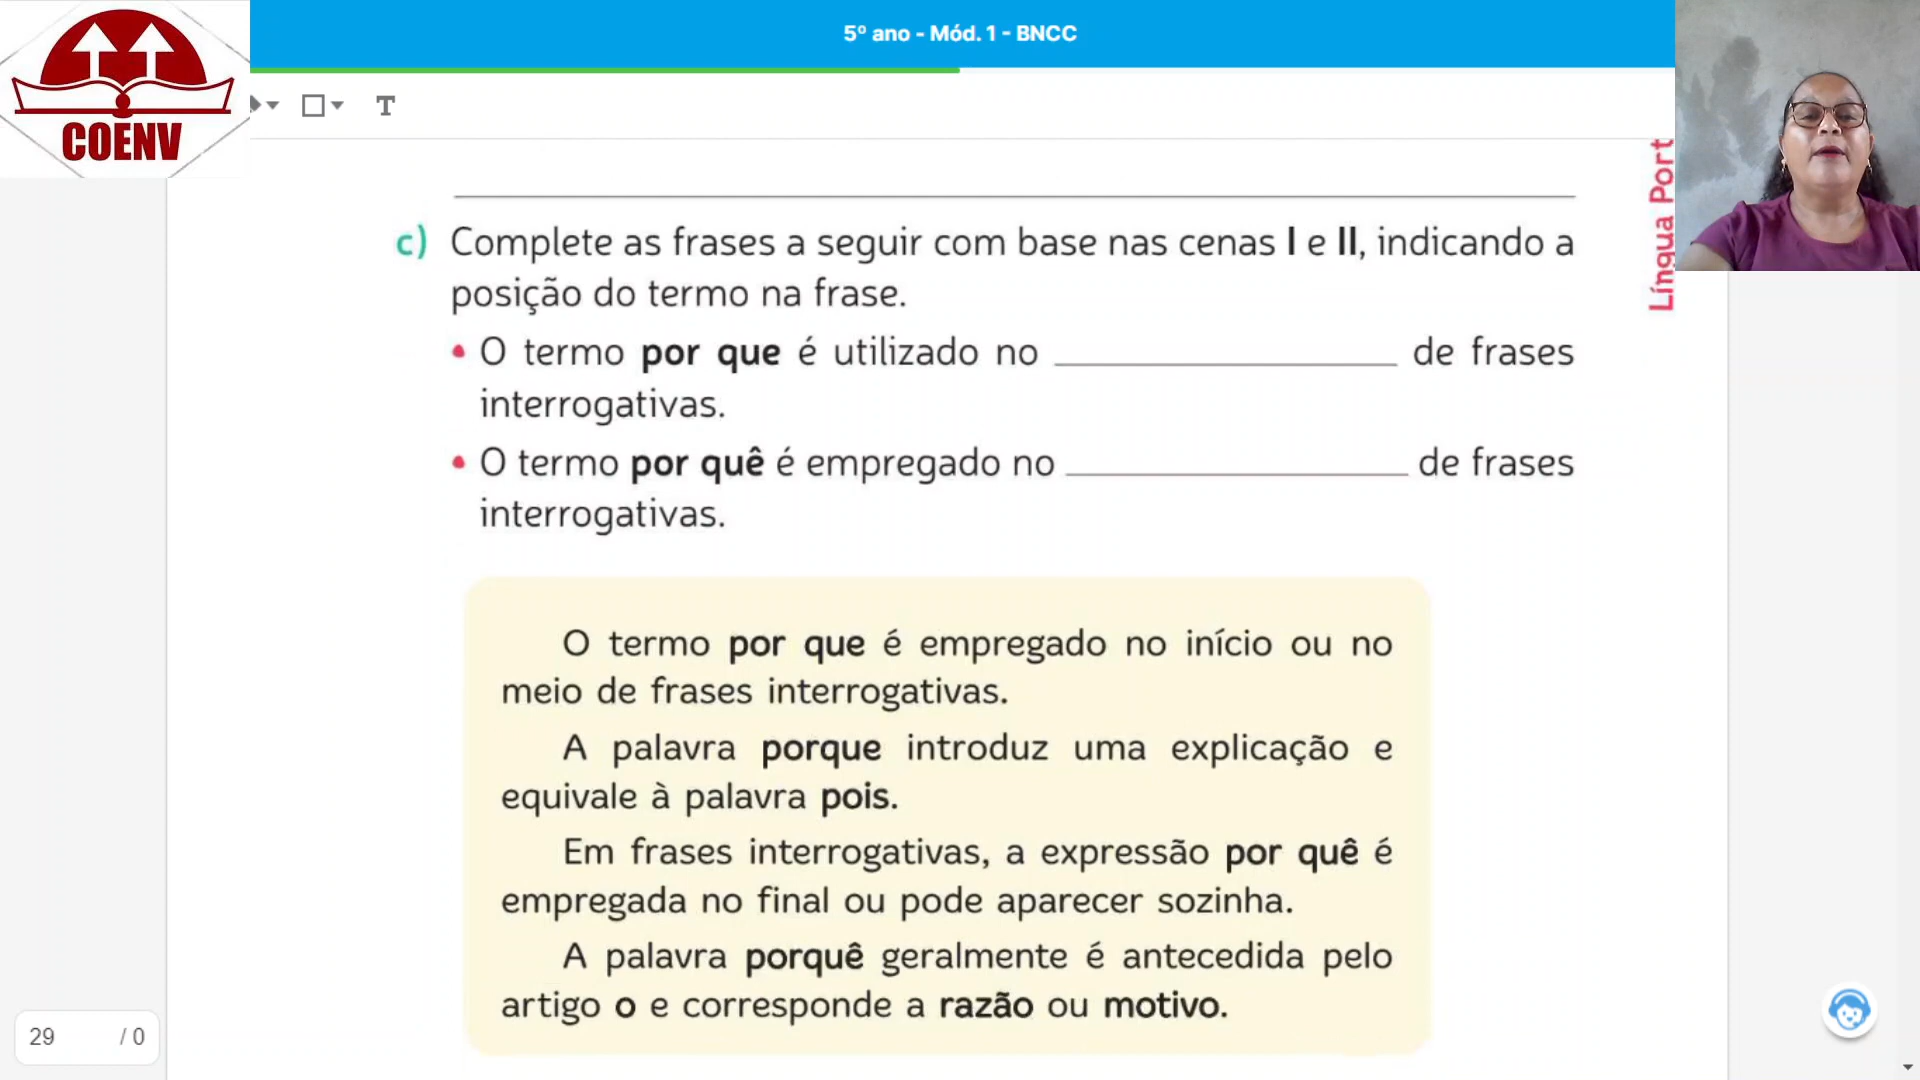 COENV
5º ano - Mód. 1 - BNCC
T
Língua Port
c) Complete as frases a seguir com base nas cenas I e II, indicando a
posição do termo na frase.
• O termo por que é utilizado no ____________ de frases
interrogativas.
• O termo por quê é empregado no ____________ de frases
interrogativas.
O termo por que é empregado no início ou no
meio de frases interrogativas.
A palavra porque introduz uma explicação e
equivale à palavra pois.
Em frases interrogativas, a expressão por quê é
empregada no final ou pode aparecer sozinha.
A palavra porquê geralmente é antecedida pelo
artigo o e corresponde a razão ou motivo.
29 / 0